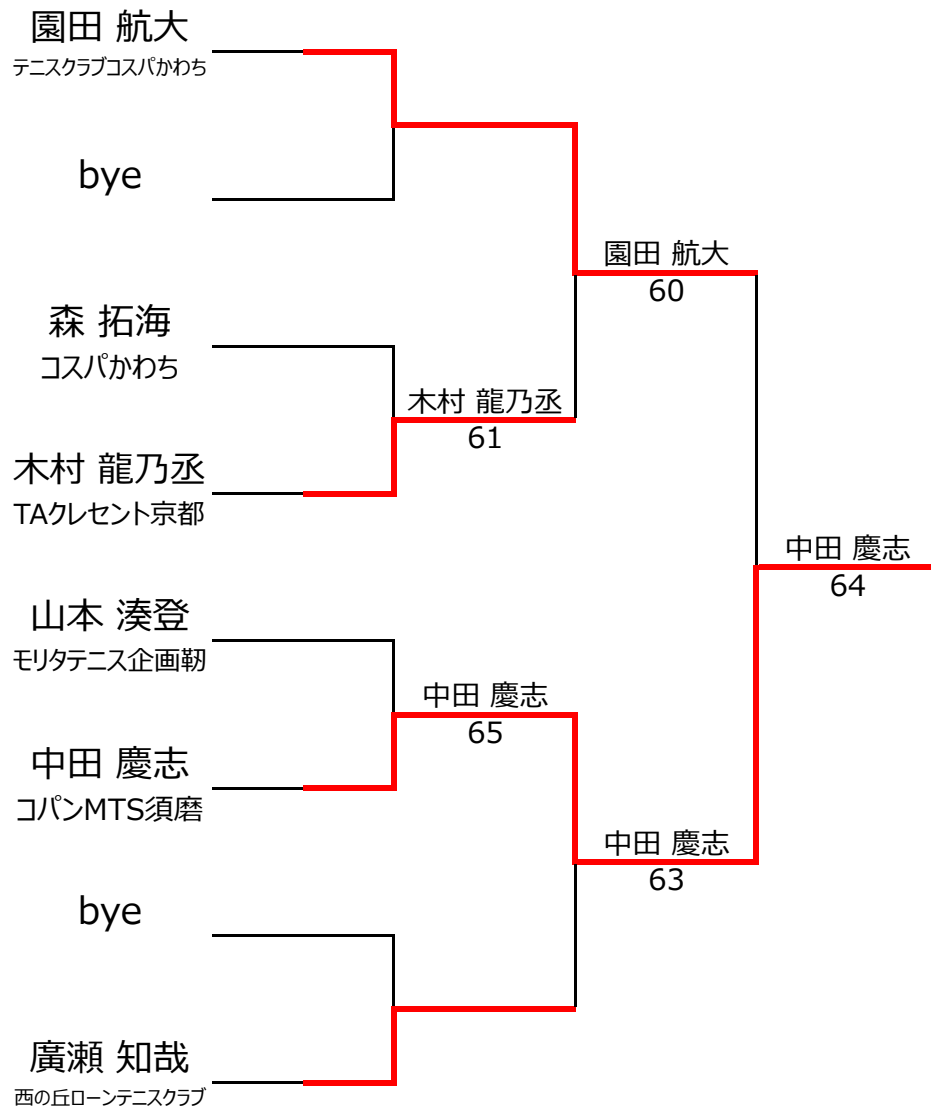 園田 航大
テニスクラブコスパかわち
bye
園田 航大
60
森 拓海
コスパかわち
木村 龍乃丞
61
木村 龍乃丞
TAクレセント京都
中田 慶志
64
山本 湊登
モリタテニス企画靭
中田 慶志
65
中田 慶志
コパンMTS須磨
中田 慶志
63
bye
廣瀬 知哉
西の丘ローンテニスクラブ